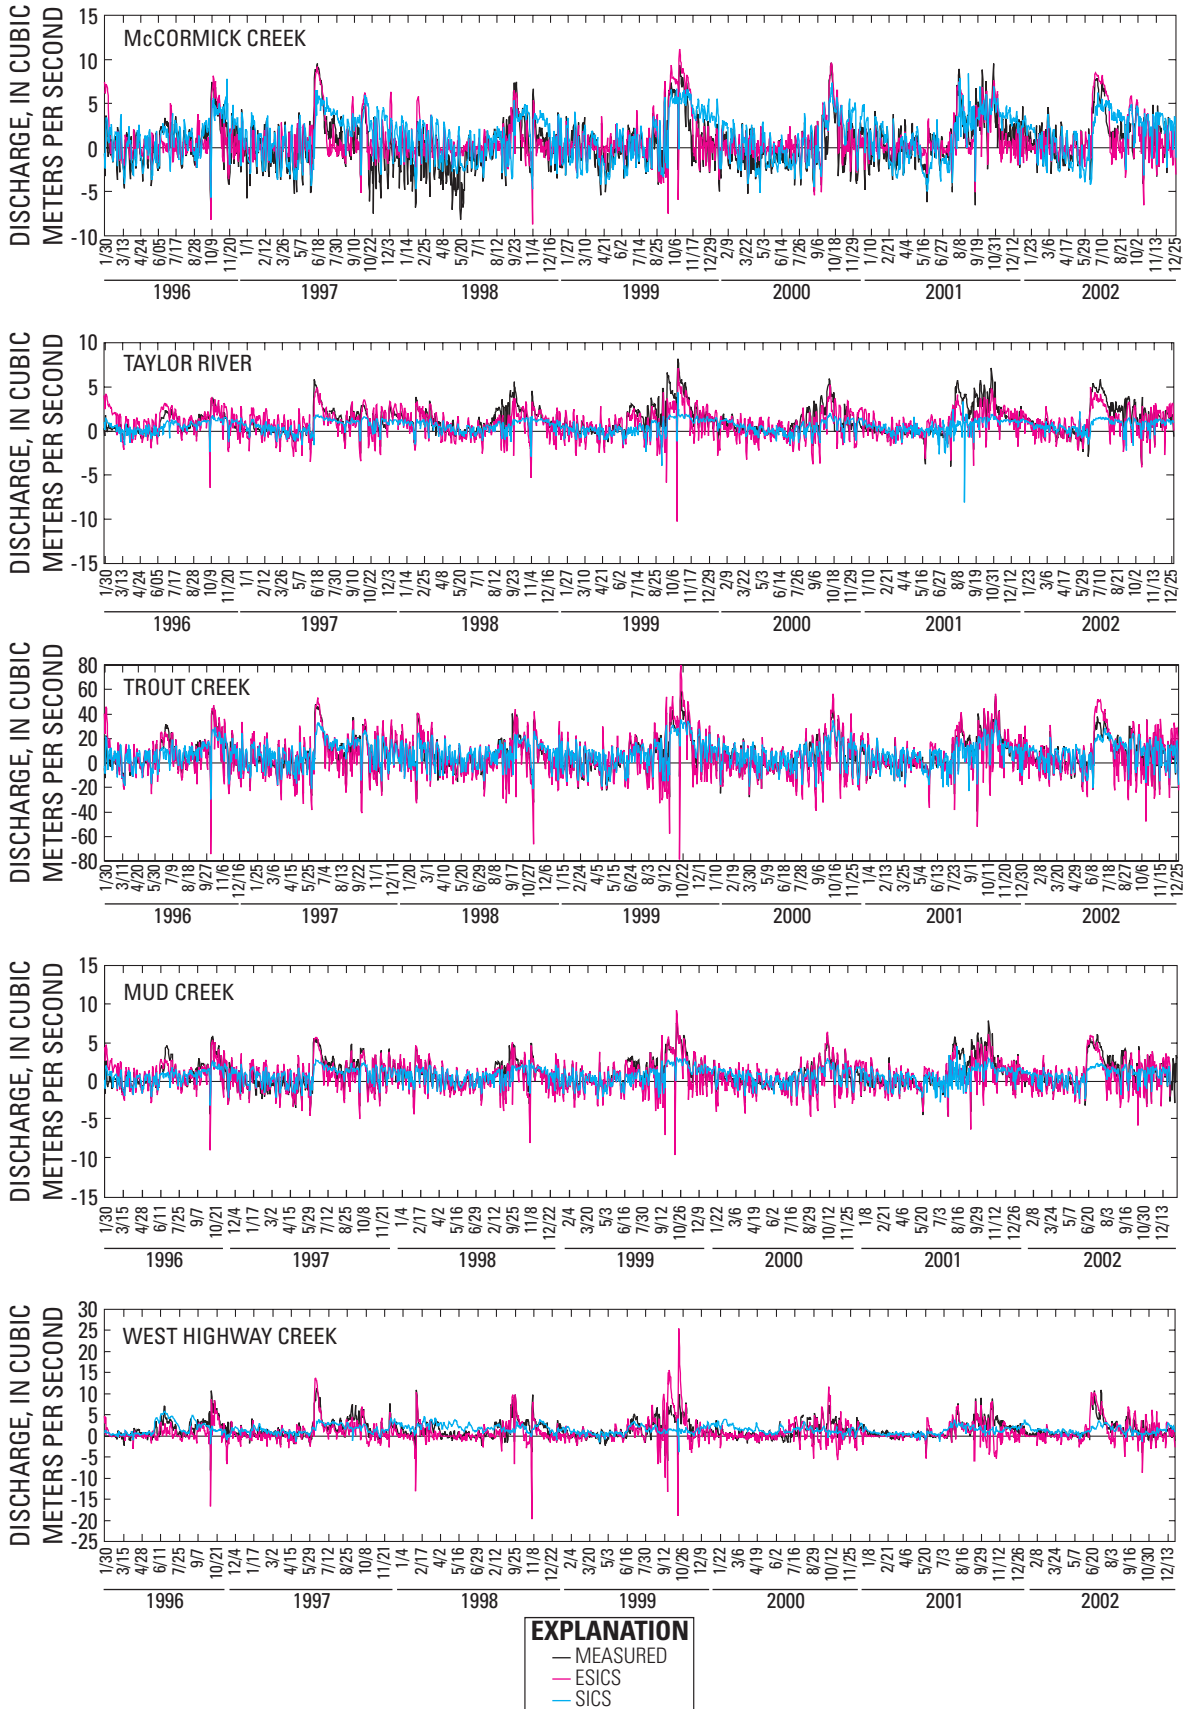 DISCHARGE, IN CUBIC
METERS PER SECOND
McCORMICK CREEK
15
10
5
0
-5
-10
1/30 3/13 4/24 6/05 7/17 8/28 10/9 11/20 1/1 2/12 3/26 5/7 6/18 7/30 9/10 10/22 12/3 1/14 2/25 4/8 5/20 7/1 8/12 9/23 11/4 12/16 1/27 3/10 4/21 6/2 7/14 8/25 10/6 11/17 12/29 2/9 3/22 5/3 6/14 7/26 9/6 10/18 11/29 1/10 2/21 4/4 5/16 6/27 8/8 9/19 10/31 12/12 1/23 3/6 4/17 5/29 7/10 8/21 10/2 11/13 12/25
1996 1997 1998 1999 2000 2001 2002
DISCHARGE, IN CUBIC
METERS PER SECOND
TAYLOR RIVER
10
5
0
-5
-10
-15
1/30 3/13 4/24 6/05 7/17 8/28 10/9 11/20 1/1 2/12 3/26 5/7 6/18 7/30 9/10 10/22 12/3 1/14 2/25 4/8 5/20 7/1 8/12 9/23 11/4 12/16 1/27 3/10 4/21 6/2 7/14 8/25 10/6 11/17 12/29 2/9 3/22 5/3 6/14 7/26 9/6 10/18 11/29 1/10 2/21 4/4 5/16 6/27 8/8 9/19 10/31 12/12 1/23 3/6 4/17 5/29 7/10 8/21 10/2 11/13 12/25
1996 1997 1998 1999 2000 2001 2002
DISCHARGE, IN CUBIC
METERS PER SECOND
TROUT CREEK
80
60
40
20
0
-20
-40
-60
-80
1/30 3/11 4/20 5/30 7/9 8/18 9/27 11/6 12/16 1/25 3/6 4/15 5/25 7/4 8/13 9/22 11/1 12/11 1/20 3/1 4/10 5/20 6/29 8/8 9/17 10/27 12/6 1/15 2/24 4/5 5/15 6/24 8/3 9/12 10/22 12/1 1/10 2/19 3/30 5/9 6/18 7/28 9/6 10/16 11/25 1/4 2/13 3/25 5/4 6/13 7/23 9/1 10/11 11/20 12/30 2/8 3/20 4/29 6/8 7/18 8/27 10/6 11/15 12/25
1996 1997 1998 1999 2000 2001 2002
DISCHARGE, IN CUBIC
METERS PER SECOND
MUD CREEK
15
10
5
0
-5
-10
-15
1/30 3/15 4/28 6/11 7/25 9/7 10/21 12/4 1/17 3/2 4/15 5/29 7/12 8/25 10/8 11/21 1/4 2/17 4/2 5/16 6/29 8/12 9/25 11/8 12/22 2/4 3/20 5/3 6/16 7/30 9/12 10/26 12/9 1/22 3/6 4/19 6/2 7/16 8/29 10/12 11/25 1/8 2/21 4/6 5/20 7/3 8/16 9/29 11/12 12/26 2/8 3/24 5/7 6/20 8/3 9/16 10/30 12/13
1996 1997 1998 1999 2000 2001 2002
DISCHARGE, IN CUBIC
METERS PER SECOND
WEST HIGHWAY CREEK
30
25
20
15
10
5
0
-5
-10
-15
-20
-25
1/30 3/15 4/28 6/11 7/25 9/7 10/21 12/4 1/17 3/2 4/15 5/29 7/12 8/25 10/8 11/21 1/4 2/17 4/2 5/16 6/29 8/12 9/25 11/8 12/22 2/4 3/20 5/3 6/16 7/30 9/12 10/26 12/9 1/22 3/6 4/19 6/2 7/16 8/29 10/12 11/25 1/8 2/21 4/6 5/20 7/3 8/16 9/29 11/12 12/26 2/8 3/24 5/7 6/20 8/3 9/16 10/30 12/13
1996 1997 1998 1999 2000 2001 2002
EXPLANATION
MEASURED
ESICS
SICS